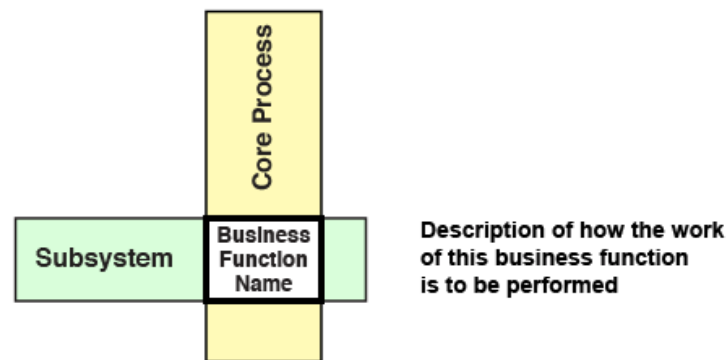 Core Process
Subsystem
Business
Function
Name
Description of how the work
of this business function
is to be performed